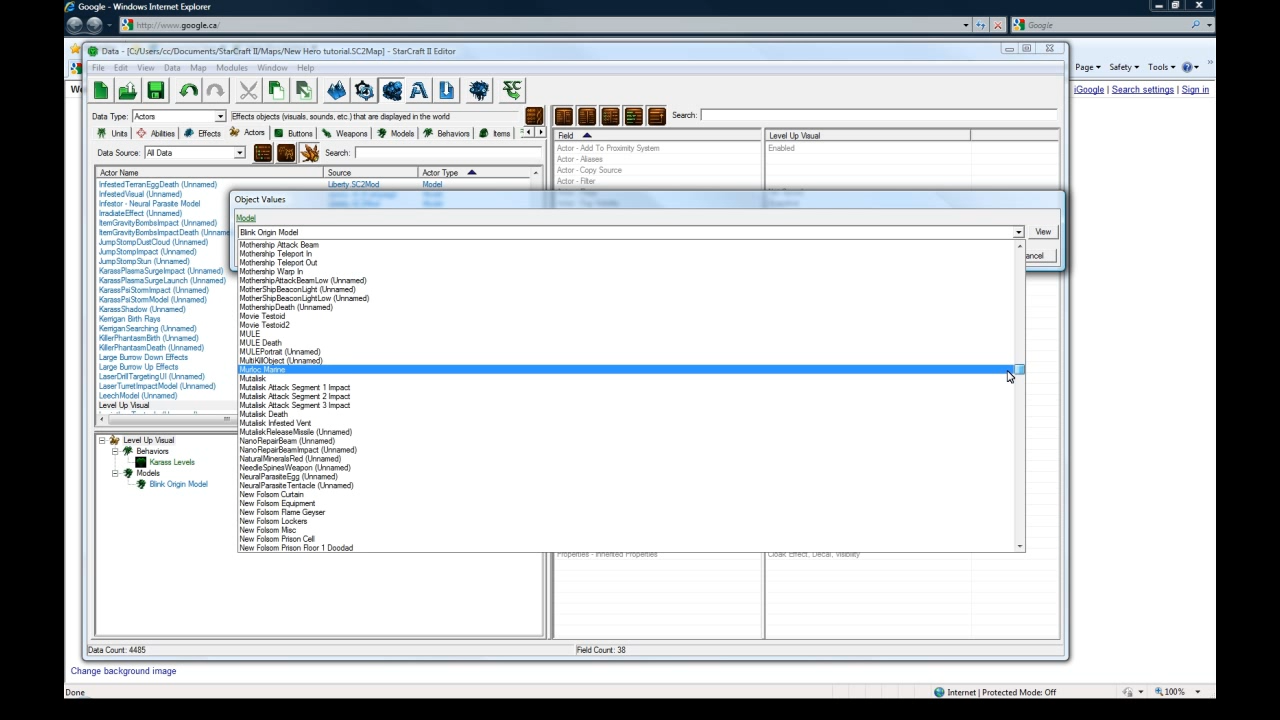 Google - Windows Internet Explorer
http://www.google.ca/
Google
Data - [C:/Users/cc/Documents/StarCraft II/Maps/New Hero tutorial.SC2Map] - StarCraft II Editor
File Edit View Data Map Modules Window Help
Page Safety Tools
iGoogle | Search settings | Sign in
We
Data Type: Actors
Effects objects (visuals, sounds, etc.) that are displayed in the world
Search:
Units Abilities Effects Actors Buttons Weapons Models Behaviors Items
Field Level Up Visual
Actor - Add To Proximity System Enabled
Actor - Aliases
Actor - Copy Source
Actor - Filter
Data Source: All Data
Search:
Actor Name Source Actor Type
InfestedTerranEggDeath (Unnamed) Liberty.SC2Mod Model
InfestedVisual (Unnamed)
Infestor - Neural Parasite Model
IrradiateEffect (Unnamed)
ItemGravityBombsImpact (Unnamed)
ItemGravityBombsImpactDeath (Unnamed)
JumpStompDustCloud (Unnamed)
JumpStompImpact (Unnamed)
JumpStompStun (Unnamed)
KarassPlasmaSurgeImpact (Unnamed)
KarassPlasmaSurgeLaunch (Unnamed)
KarassPsiStormImpact (Unnamed)
KarassPsiStormModel (Unnamed)
KarassShadow (Unnamed)
Kerrigan Birth Rays
KerriganSearching (Unnamed)
KillerPhantasmBirth (Unnamed)
KillerPhantasmDeath (Unnamed)
Large Burrow Down Effects
Large Burrow Up Effects
LaserDrillTargetingUI (Unnamed)
LaserTurretImpactModel (Unnamed)
LeechModel (Unnamed)
Level Up Visual
Object Values
Model
Blink Origin Model
View
ancel
Mothership Attack Beam
Mothership Teleport In
Mothership Teleport Out
Mothership Warp In
MothershipAttackBeamLow (Unnamed)
MotherShipBeaconLight (Unnamed)
MotherShipBeaconLightLow (Unnamed)
MothershipDeath (Unnamed)
Movie Testoid
Movie Testoid2
MULE
MULE Death
MULEPortrait (Unnamed)
MultiKillObject (Unnamed)
Murloc Marine
Mutalisk
Mutalisk Attack Segment 1 Impact
Mutalisk Attack Segment 2 Impact
Mutalisk Attack Segment 3 Impact
Mutalisk Death
Mutalisk Infested Vent
MutaliskReleaseMissile (Unnamed)
NanoRepairBeam (Unnamed)
NanoRepairBeamImpact (Unnamed)
NaturalMineralsRed (Unnamed)
NeedleSpinesWeapon (Unnamed)
NeuralParasiteEgg (Unnamed)
NeuralParasiteTentacle (Unnamed)
New Folsom Curtain
New Folsom Equipment
New Folsom Flame Geyser
New Folsom Lockers
New Folsom Misc
New Folsom Prison Cell
New Folsom Prison Floor 1 Doodad
Level Up Visual
Behaviors
Karass Levels
Models
Blink Origin Model
Properties - Inherited Properties Cloak Effect, Decal, Visibility
Data Count: 4485
Field Count: 38
Change background image
Done
Internet | Protected Mode: Off
100%